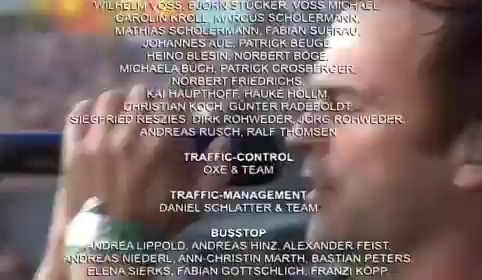 WILHELM VOSS, BJÖRN STÜCKER, VOSS MICHAEL,
CAROLIN KROLL, MARCUS SCHÖLERMANN,
MATHIAS SCHÖLERMANN, FABIAN SUHRAU,
JOHANNES AUE, PATRICK BEUGE,
HEINO BLESIN, NORBERT BÖGE,
MICHAELA BÜCH, PATRICK CROSBERGER,
NORBERT FRIEDRICHS,
KAI HAUPTHOFF, HAUKE HOLLM,
CHRISTIAN KOCH, GÜNTER RADEBOLDT,
SIEGFRIED RESZIES, DIRK ROHWEDER, JÖRG ROHWEDER,
ANDREAS RUSCH, RALF THOMSEN
TRAFFIC-CONTROL
OXE & TEAM
TRAFFIC-MANAGEMENT
DANIEL SCHLATTER & TEAM
BUSSTOP
ANDREA LIPPOLD, ANDREAS HINZ, ALEXANDER FEIST,
ANDREAS NIEDERL, ANN-CHRISTIN MARTH, BASTIAN PETERS,
ELENA SIERKS, FABIAN GOTTSCHLICH, FRANZI KÖPP,